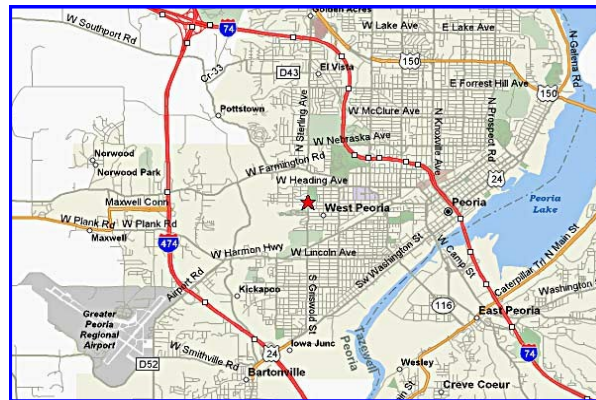 Golden Acres
W Southport Rd
74
W Lake Ave
E Lake Ave
N Galena Rd
Cr-33
D43
El Vista
150
E Forrest Hill Ave
150
Pottstown
N Sterling Ave
W McClure Ave
N Knoxville Ave
N Prospect Rd
W Nebraska Ave
Norwood
Norwood Park
W Farmington Rd
24
W Heading Ave
Maxwell Conn
West Peoria
Peoria
Peoria
Lake
W Plank Rd
W Plank Rd
Maxwell
474
W Harmon Hwy
W Lincoln Ave
Sw Washington St
W Camp St
Caterpillar Trl
N Main St
Airport Rd
Kickapoo
S Griswold St
Washington
116
East Peoria
Greater
Peoria
Regional
Airport
Tazewell
Peoria
Iowa Junc
24
74
D52
W Smithville Rd
Bartonville
Wesley
in St
Creve Coeur